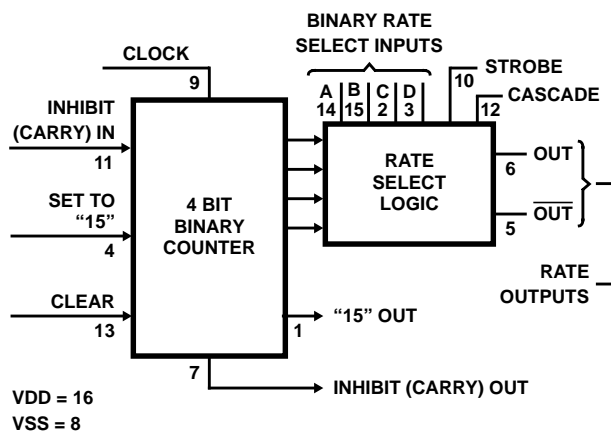 BINARY RATE
SELECT INPUTS
CLOCK
9
A
14
B
15
C
2
D
3
10
STROBE
12
CASCADE
INHIBIT
(CARRY) IN
11
SET TO
“15”
4
CLEAR
13
4 BIT
BINARY
COUNTER
RATE
SELECT
LOGIC
6
OUT
OUT
5
RATE
OUTPUTS
1
“15” OUT
7
INHIBIT (CARRY) OUT
VDD = 16
VSS = 8